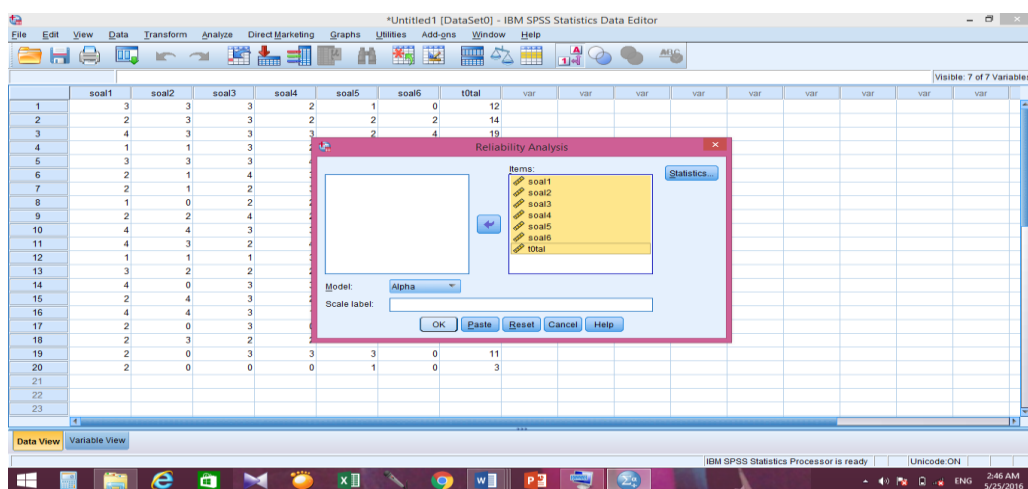 *Untitled1 [DataSet0] - IBM SPSS Statistics Data Editor
File Edit View Data Transform Analyze Direct Marketing Graphs Utilities Add-ons Window Help
Visible: 7 of 7 Variables
soal1 soal2 soal3 soal4 soal5 soal6 t0tal var var var var var var var
1 3 3 3 2 1 0 12
2 2 3 3 2 2 2 14
3 4 3 3 3 2 4 19
4 1 1 3
5 3 3 3
6 2 1 4
7 2 1 2
8 1 0 2
9 2 2 4
10 4 4 3
11 4 3 2
12 1 1 1
13 3 2 2
14 4 0 3
15 2 4 3
16 4 4 3
17 2 0 3
18 2 3 2
19 2 0 3 3 3 0 11
20 2 0 0 0 1 0 3
21
22
23
Reliability Analysis
Items:
soal1
soal2
soal3
soal4
soal5
soal6
t0tal
Statistics...
Model: Alpha
Scale label:
OK Paste Reset Cancel Help
Data View Variable View
IBM SPSS Statistics Processor is ready Unicode:ON
ENG 2:46 AM
5/25/2016